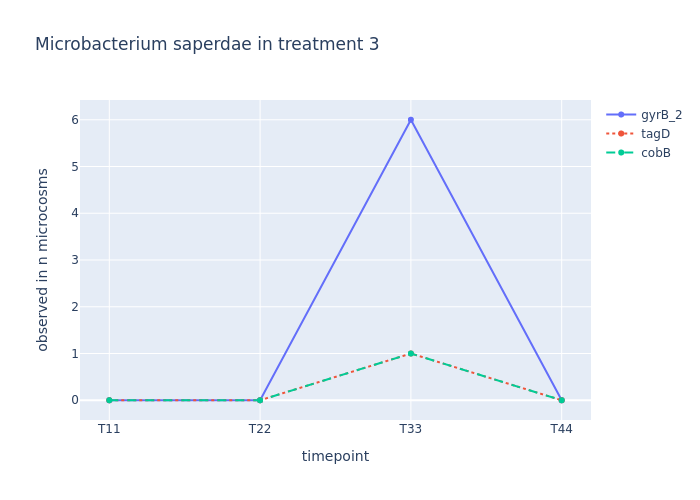 Microbacterium saperdae in treatment 3
observed in n microcosms
6
5
4
3
2
1
0
T11 T22 T33 T44
timepoint
gyrB_2
tagD
cobB